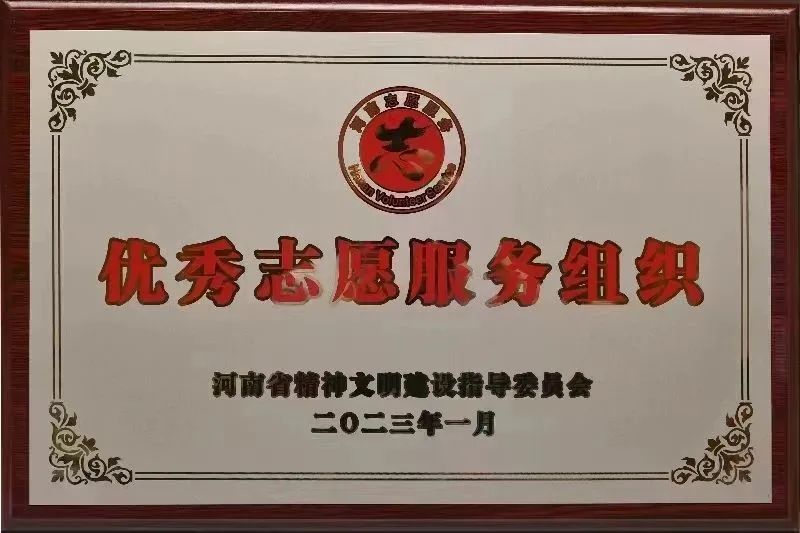 河南志愿服务
志
Henan Volunteer Service
优秀志愿服务组织
河南省精神文明建设指导委员会
二〇二三年一月